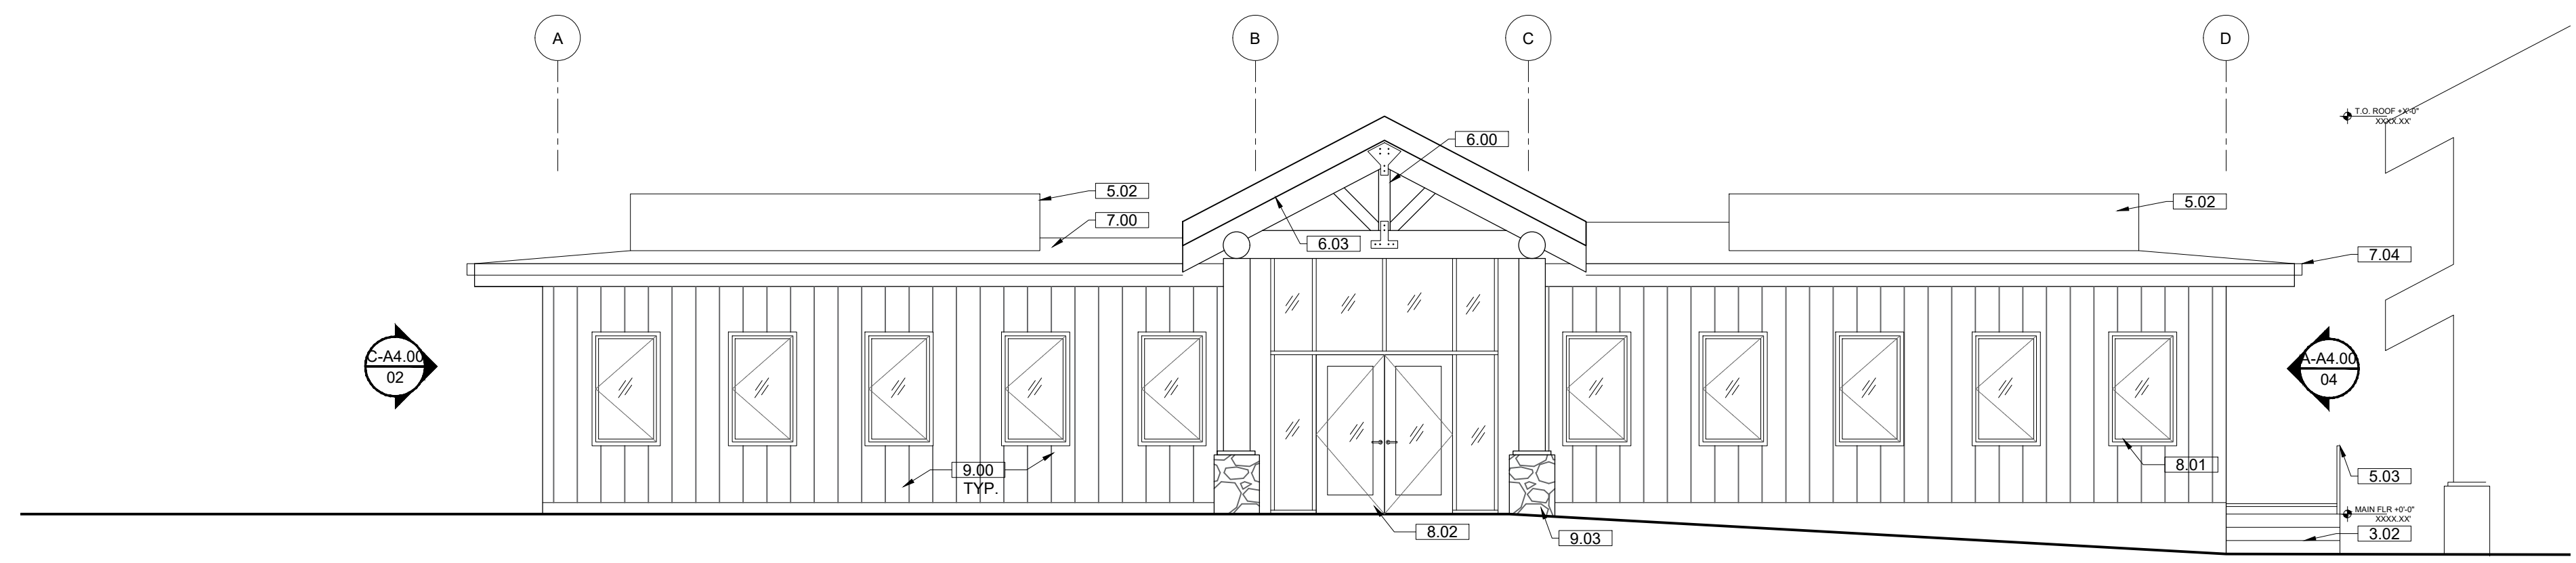 A
B
C
D
T.O. ROOF +X'-0"
XXXX.XX'
6.00
5.02
5.02
7.00
6.03
7.04
C-A4.00
02
A-A4.00
04
9.00
TYP.
8.01
5.03
MAIN FLR +0'-0"
XXXX.XX'
8.02
9.03
3.02